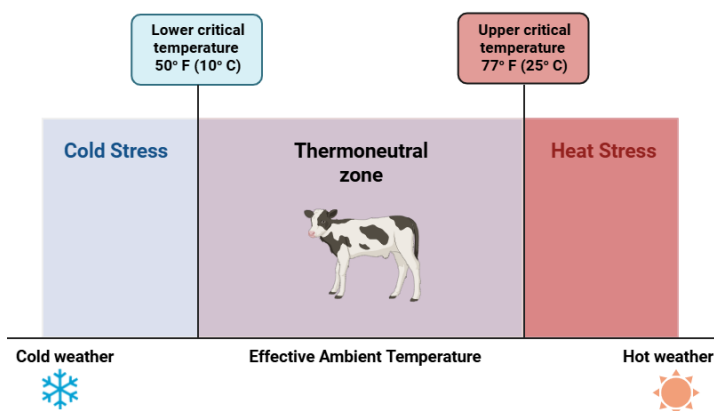 Lower critical
temperature
50° F (10° C)
Upper critical
temperature
77° F (25° C)
Cold Stress
Thermoneutral
zone
Heat Stress
Cold weather
Effective Ambient Temperature
Hot weather